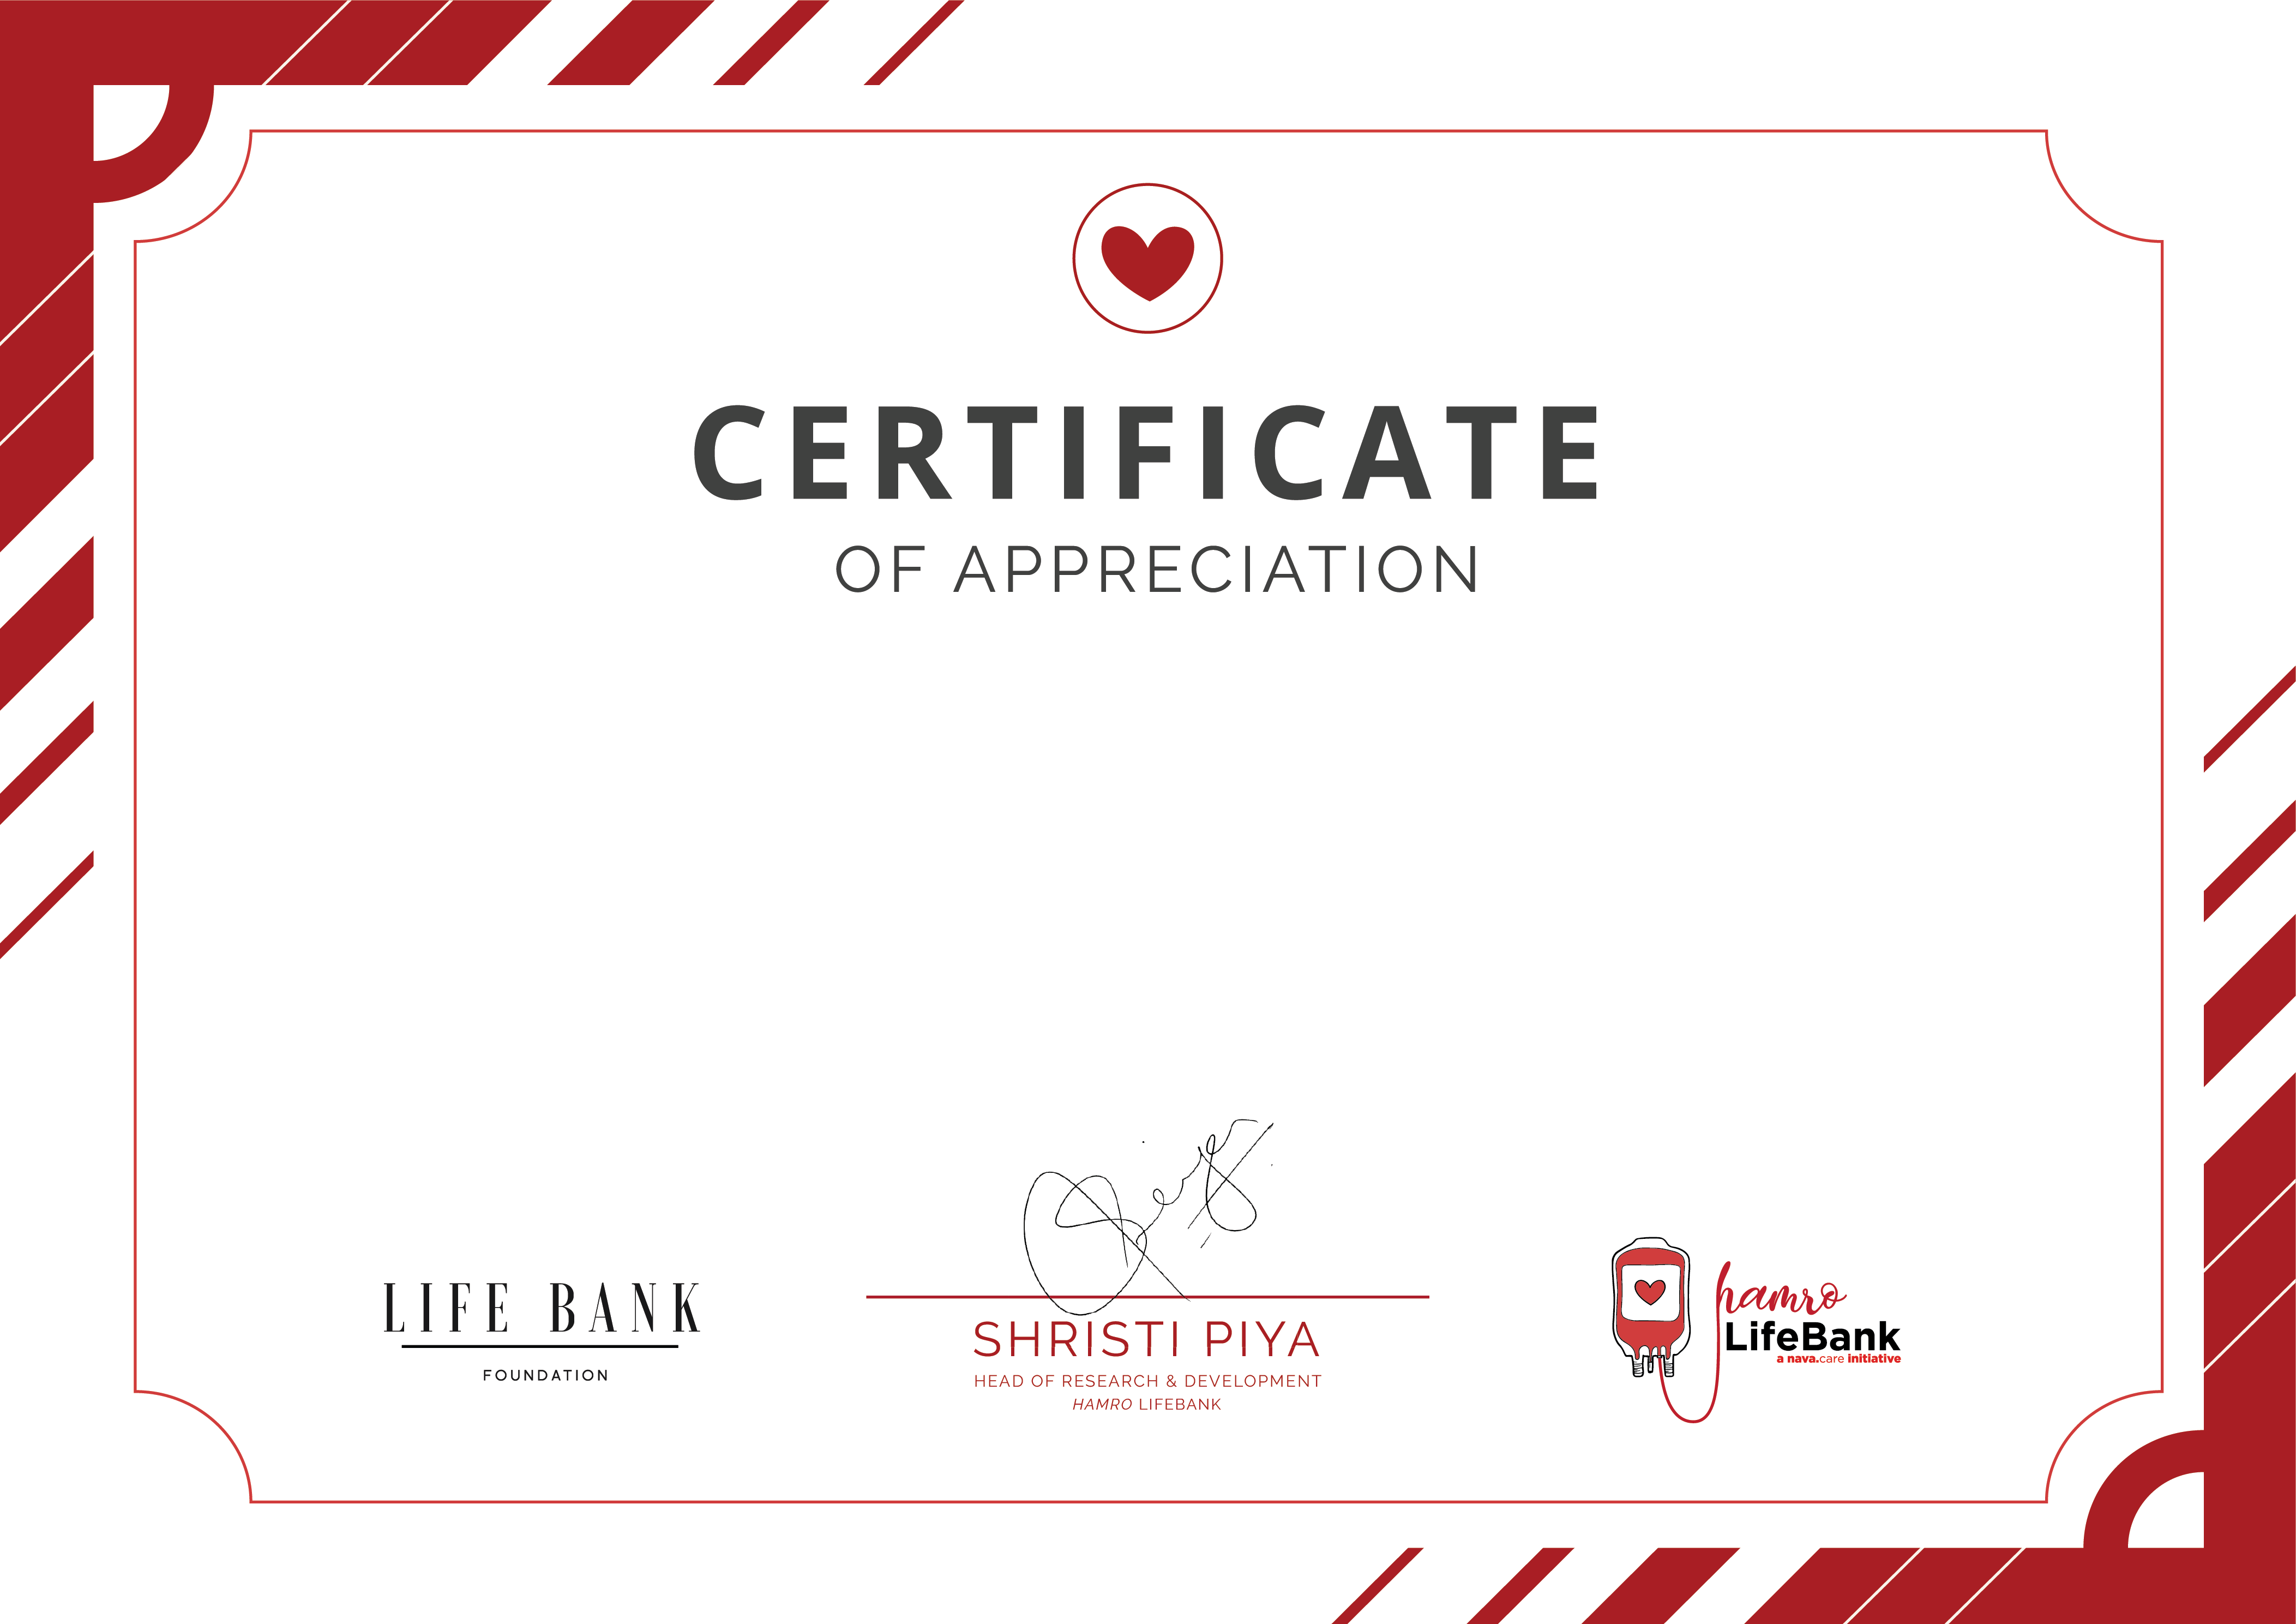 CERTIFICATE
OF APPRECIATION
LIFE BANK
FOUNDATION
SHRISTI PIYA
HEAD OF RESEARCH & DEVELOPMENT
HAMRO LIFEBANK
hamro
LifeBank
a nava.care initiative